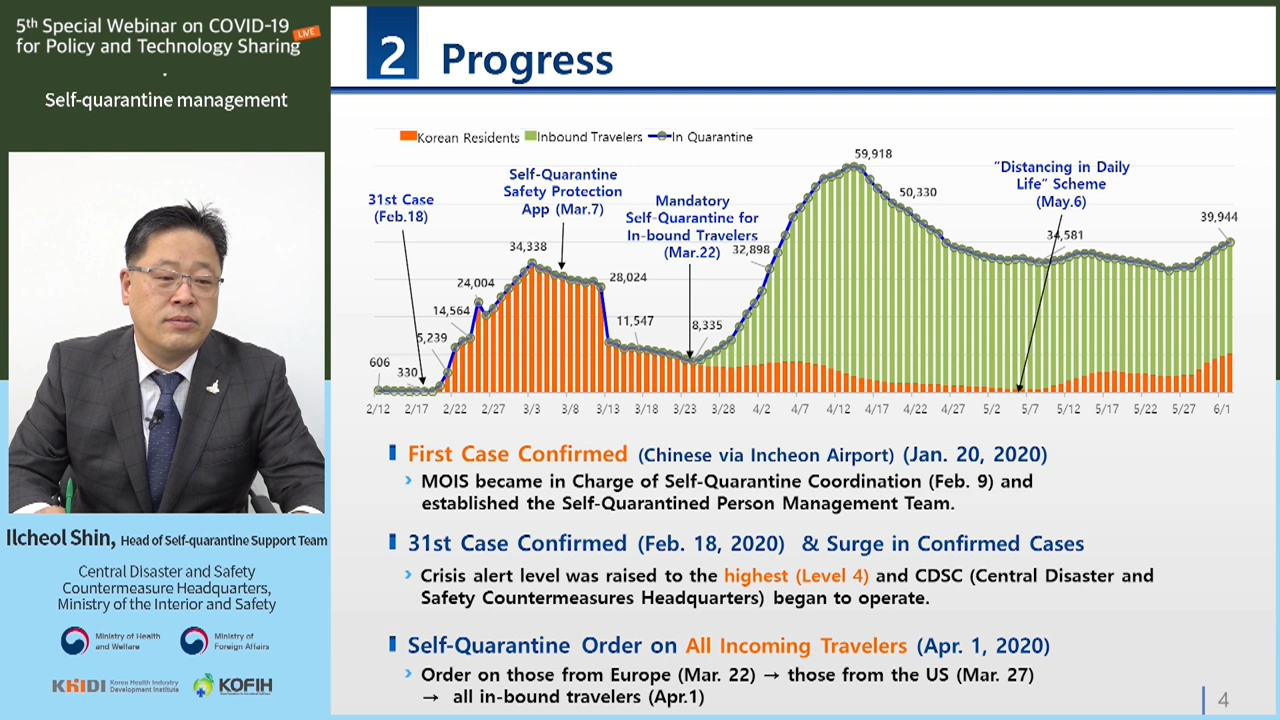 5th Special Webinar on COVID-19
for Policy and Technology Sharing
LIVE
Self-quarantine management
Ilcheol Shin, Head of Self-quarantine Support Team
Central Disaster and Safety
Countermeasure Headquarters,
Ministry of the Interior and Safety
Ministry of Health
and Welfare
Ministry of
Foreign Affairs
KHIDI Korea Health Industry
Development Institute
KOFIH
2 Progress
Korean Residents Inbound Travelers In Quarantine
31st Case
(Feb.18)
Self-Quarantine
Safety Protection
App (Mar.7)
Mandatory
Self-Quarantine for
In-bound Travelers
(Mar.22)
"Distancing in Daily
Life" Scheme
(May.6)
606
330
5,239
14,564
24,004
34,338
28,024
11,547
8,335
32,898
59,918
50,330
34,581
39,944
2/12 2/17 2/22 2/27 3/3 3/8 3/13 3/18 3/23 3/28 4/2 4/7 4/12 4/17 4/22 4/27 5/2 5/7 5/12 5/17 5/22 5/27 6/1
First Case Confirmed (Chinese via Incheon Airport) (Jan. 20, 2020)
› MOIS became in Charge of Self-Quarantine Coordination (Feb. 9) and
established the Self-Quarantined Person Management Team.
31st Case Confirmed (Feb. 18, 2020) & Surge in Confirmed Cases
› Crisis alert level was raised to the highest (Level 4) and CDSC (Central Disaster and
Safety Countermeasures Headquarters) began to operate.
Self-Quarantine Order on All Incoming Travelers (Apr. 1, 2020)
› Order on those from Europe (Mar. 22) → those from the US (Mar. 27)
→ all in-bound travelers (Apr.1)
4